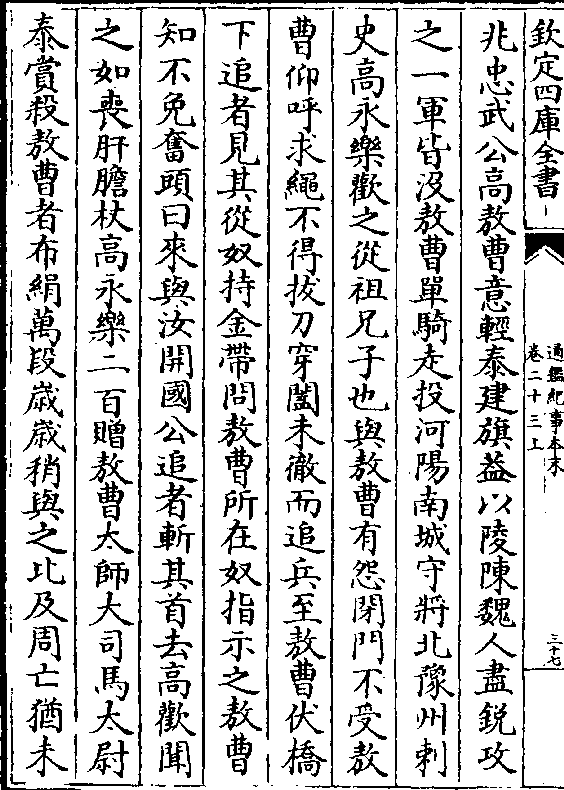 欽定四庫全書
通鑑紀事本末
卷二十三上
三十七
兆忠武公高敖曹意輕泰建旗葢以陵陳魏人盡銳攻
之一軍皆沒敖曹單騎走投河陽南城守將北豫州刺
史高永樂歡之從祖兄子也與敖曹有怨閉門不受敖
曹仰呼求繩不得拔刀穿闔未徹而追兵至敖曹伏橋
下追者見其從奴持金帶問敖曹所在奴指示之敖曹
知不免奮頭曰來與汝開國公追者斬其首去高歡聞
之如喪肝膽杖高永樂二百贈敖曹太師大司馬太尉
泰賞殺敖曹者布絹萬段歲歲稍與之比及周亡猶未